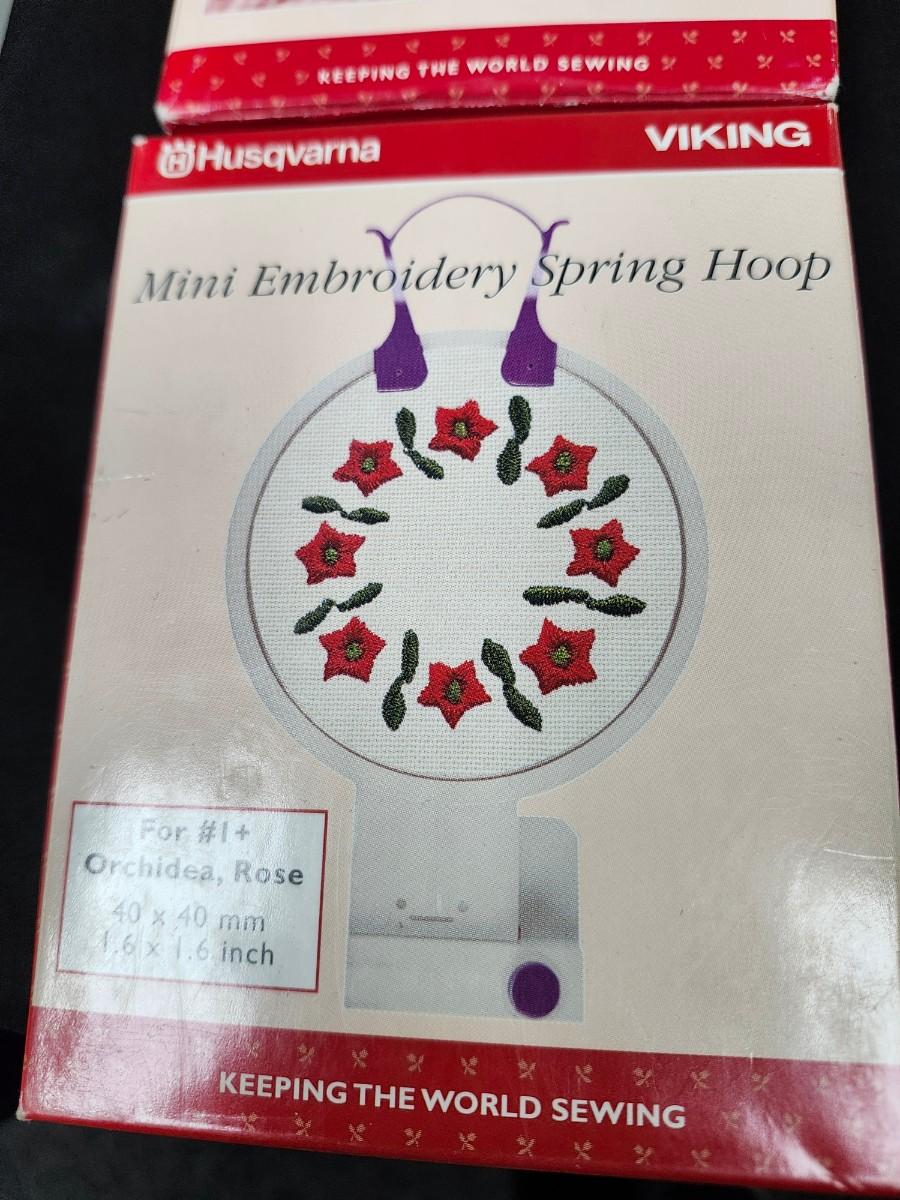 KEEPING THE WORLD SEWING
Husqvarna VIKING
Mini Embroidery Spring Hoop
For #1+
Orchidea, Rose
40 x 40 mm
1.6 x 1.6 inch
KEEPING THE WORLD SEWING